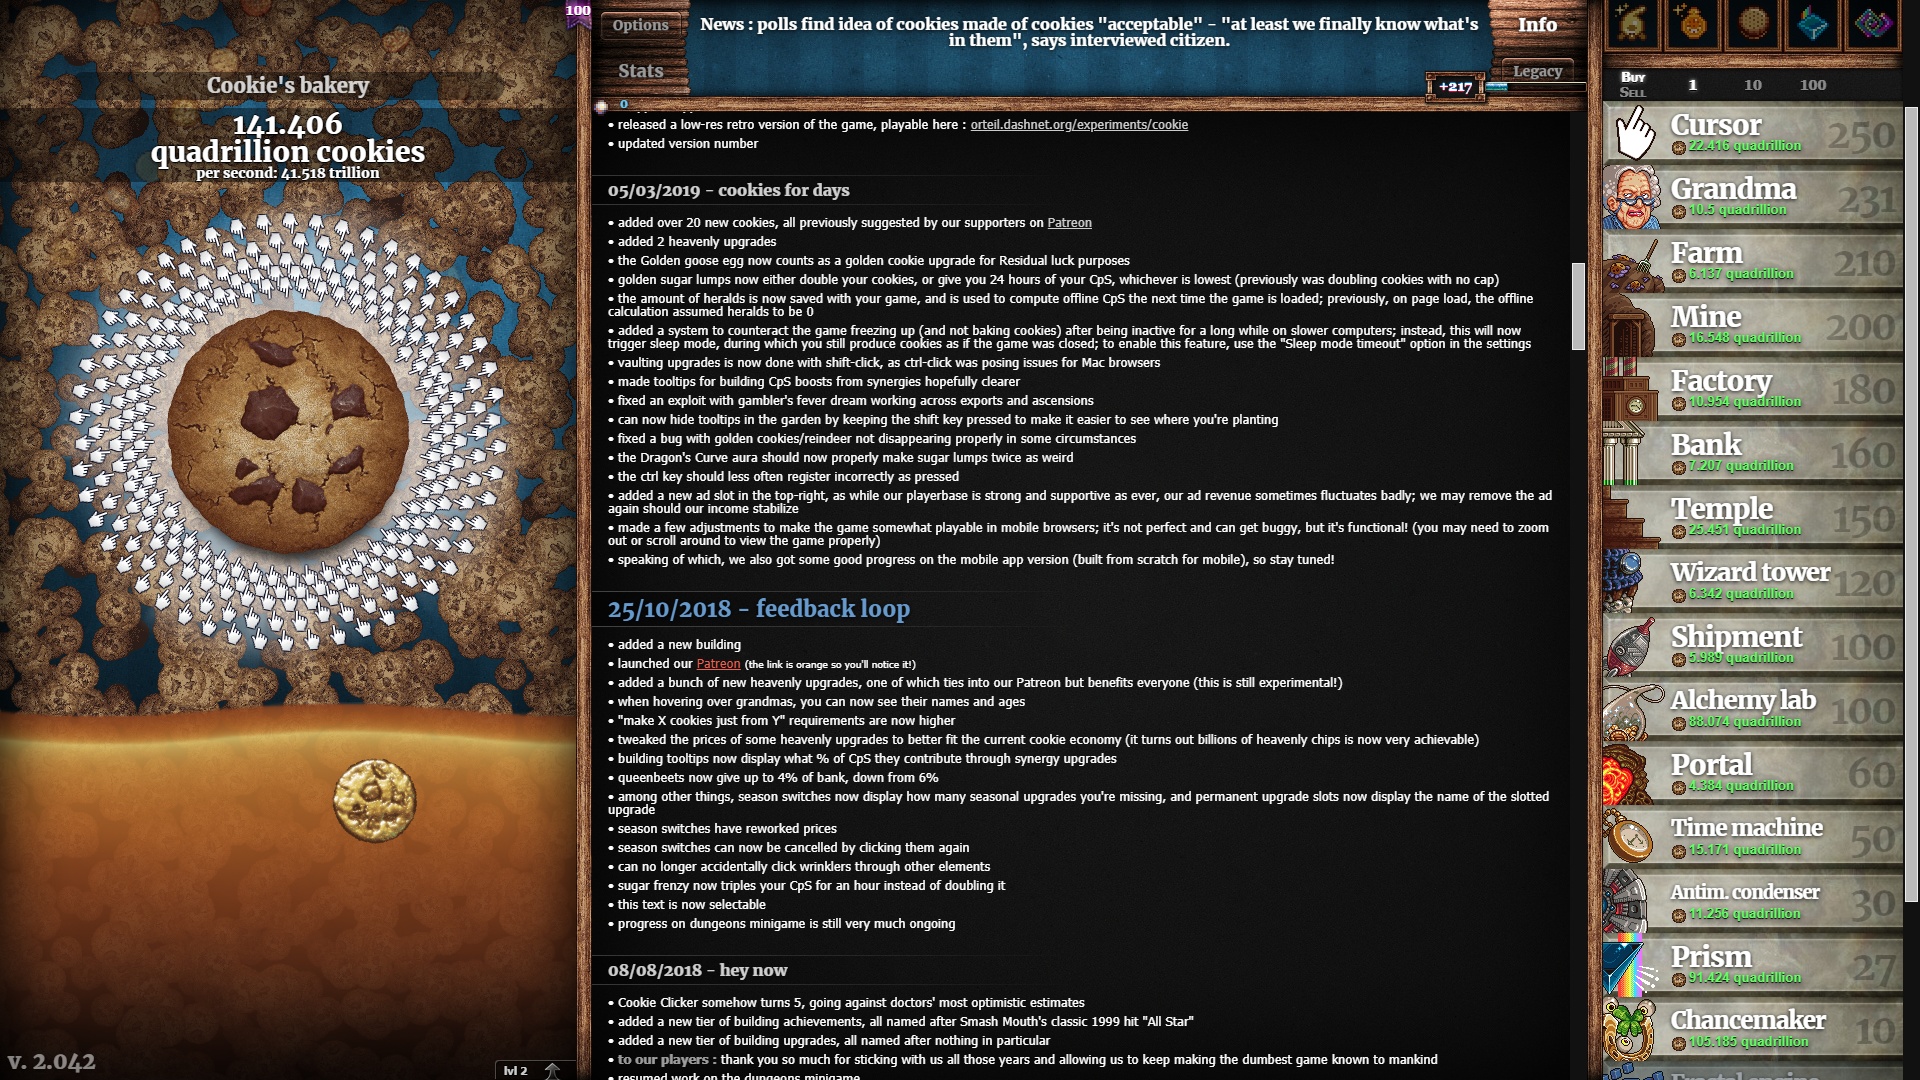 100
Options
Stats
News : polls find idea of cookies made of cookies "acceptable" - "at least we finally know what's
in them", says interviewed citizen.
Info
Legacy
+217
0
Cookie's bakery
141.406
quadrillion cookies
per second: 41.518 trillion
• released a low-res retro version of the game, playable here : orteil.dashnet.org/experiments/cookie
• updated version number
05/03/2019 - cookies for days
• added over 20 new cookies, all previously suggested by our supporters on Patreon
• added 2 heavenly upgrades
• the Golden goose egg now counts as a golden cookie upgrade for Residual luck purposes
• golden sugar lumps now either double your cookies, or give you 24 hours of your CpS, whichever is lowest (previously was doubling cookies with no cap)
• the amount of heralds is now saved with your game, and is used to compute offline CpS the next time the game is loaded; previously, on page load, the offline
calculation assumed heralds to be 0
• added a system to counteract the game freezing up (and not baking cookies) after being inactive for a long while on slower computers; instead, this will now
trigger sleep mode, during which you still produce cookies as if the game was closed; to enable this feature, use the "Sleep mode timeout" option in the settings
• vaulting upgrades is now done with shift-click, as ctrl-click was posing issues for Mac browsers
• made tooltips for building CpS boosts from synergies hopefully clearer
• fixed an exploit with gambler's fever dream working across exports and ascensions
• can now hide tooltips in the garden by keeping the shift key pressed to make it easier to see where you're planting
• fixed a bug with golden cookies/reindeer not disappearing properly in some circumstances
• the Dragon's Curve aura should now properly make sugar lumps twice as weird
• the ctrl key should less often register incorrectly as pressed
• added a new ad slot in the top-right, as while our playerbase is strong and supportive as ever, our ad revenue sometimes fluctuates badly; we may remove the ad
again should our income stabilize
• made a few adjustments to make the game somewhat playable in mobile browsers; it's not perfect and can get buggy, but it's functional! (you may need to zoom
out or scroll around to view the game properly)
• speaking of which, we also got some good progress on the mobile app version (built from scratch for mobile), so stay tuned!
25/10/2018 - feedback loop
• added a new building
• launched our Patreon (the link is orange so you'll notice it!)
• added a bunch of new heavenly upgrades, one of which ties into our Patreon but benefits everyone (this is still experimental!)
• when hovering over grandmas, you can now see their names and ages
• "make X cookies just from Y" requirements are now higher
• tweaked the prices of some heavenly upgrades to better fit the current cookie economy (it turns out billions of heavenly chips is now very achievable)
• building tooltips now display what % of CpS they contribute through synergy upgrades
• queenbeets now give up to 4% of bank, down from 6%
• among other things, season switches now display how many seasonal upgrades you're missing, and permanent upgrade slots now display the name of the slotted
upgrade
• season switches have reworked prices
• season switches can now be cancelled by clicking them again
• can no longer accidentally click wrinklers through other elements
• sugar frenzy now triples your CpS for an hour instead of doubling it
• this text is now selectable
• progress on dungeons minigame is still very much ongoing
08/08/2018 - hey now
• Cookie Clicker somehow turns 5, going against doctors' most optimistic estimates
• added a new tier of building achievements, all named after Smash Mouth's classic 1999 hit "All Star"
• added a new tier of building upgrades, all named after nothing in particular
• to our players : thank you so much for sticking with us all those years and allowing us to keep making the dumbest game known to mankind
• resumed work on the dungeons minigame
v. 2.042
lvl 2
Buy
Sell
1 10 100
Cursor 250
22.416 quadrillion
Grandma 231
10.5 quadrillion
Farm 210
6.137 quadrillion
Mine 200
16.548 quadrillion
Factory 180
10.954 quadrillion
Bank 160
7.207 quadrillion
Temple 150
25.451 quadrillion
Wizard tower 120
6.342 quadrillion
Shipment 100
5.989 quadrillion
Alchemy lab 100
88.074 quadrillion
Portal 60
4.384 quadrillion
Time machine 50
15.171 quadrillion
Antim. condenser 30
11.256 quadrillion
Prism 27
91.424 quadrillion
Chancemaker 10
105.185 quadrillion
Fractal engine